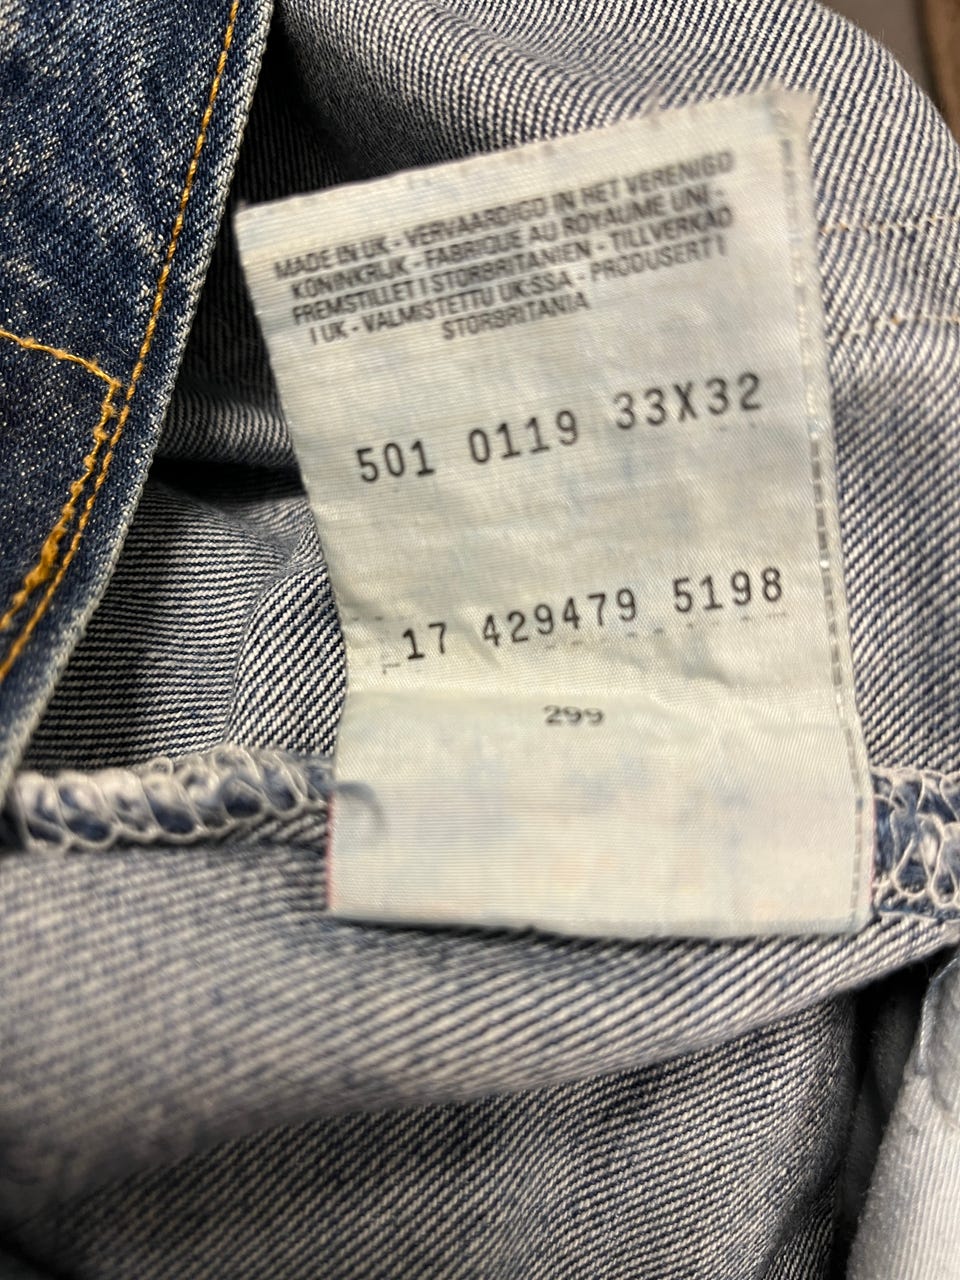 MADE IN UK - VERVAARDIGD IN HET VERENIGD
KONINKRIJK - FABRIQUE AU ROYAUME UNI -
FREMSTILLET I STORBRITANIEN - TILLVERKAD
I UK - VALMISTETTU UK:SSA - PRODUSERT I
STORBRITANIA
501 0119 33X32
17 429479 5198
299